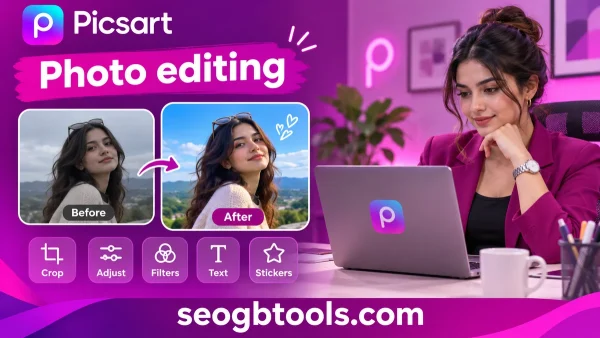 Picsart
Photo editing
Before
After
Crop
Adjust
Filters
Text
Stickers
seogbtools.com